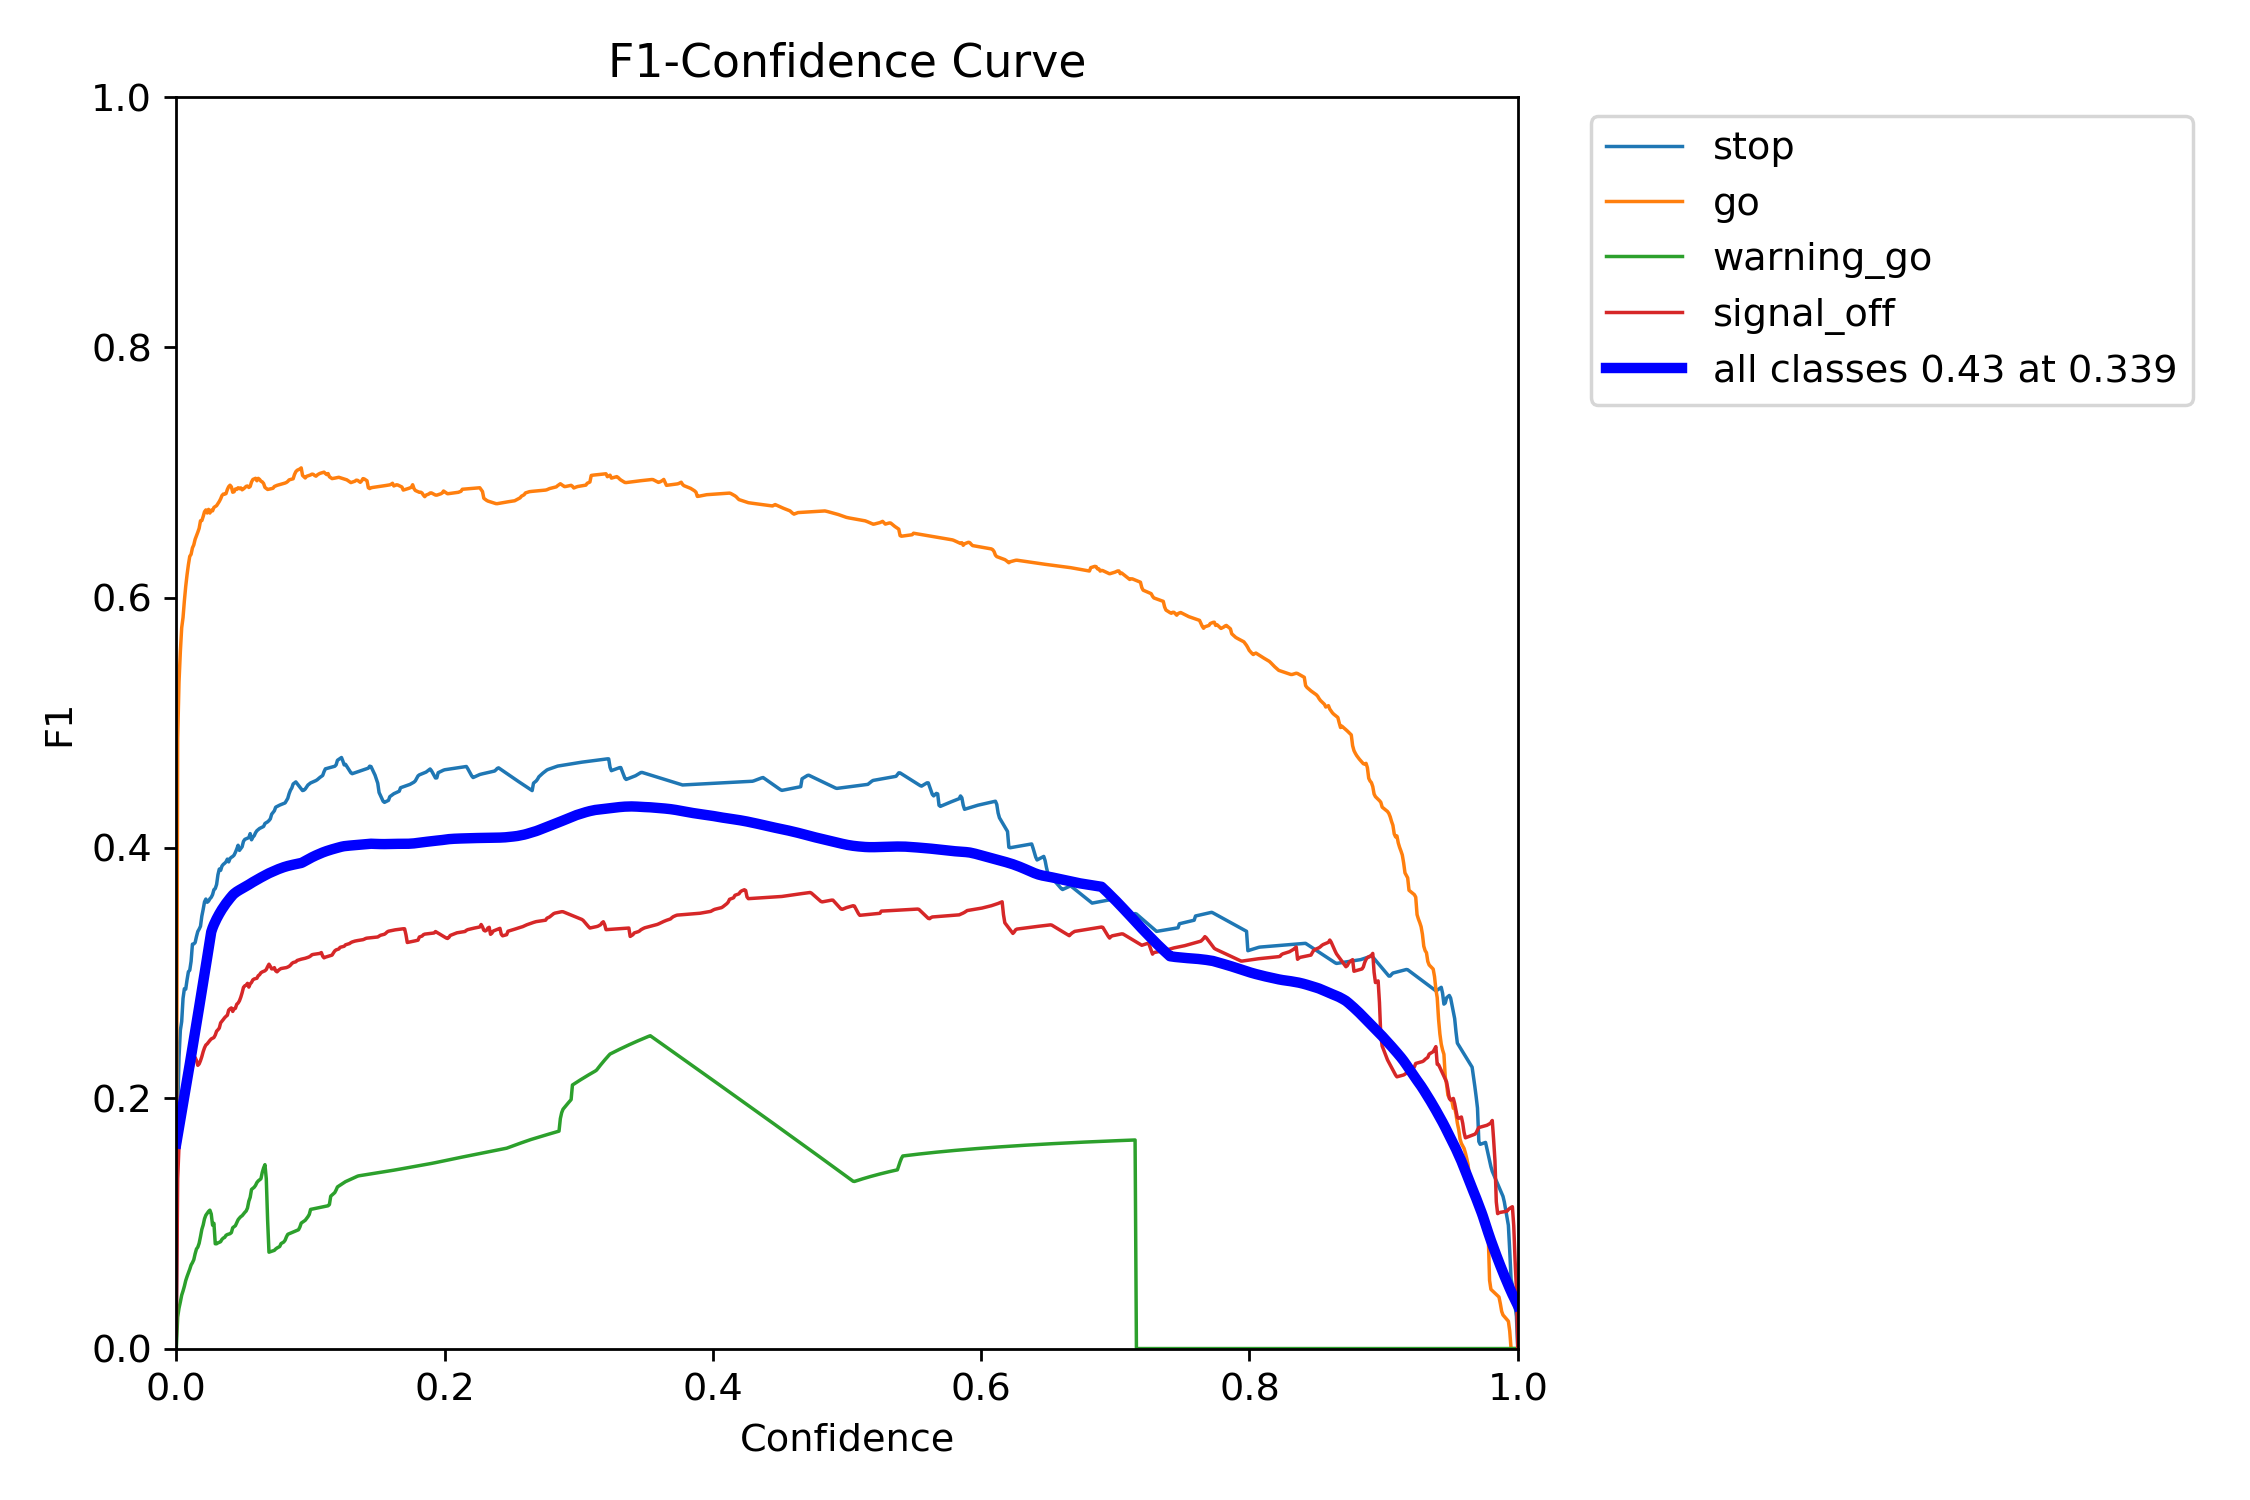 F1-Confidence Curve
1.0
0.8
0.6
0.4
0.2
0.0
F1
0.0 0.2 0.4 0.6 0.8 1.0
Confidence
stop
go
warning_go
signal_off
all classes 0.43 at 0.339